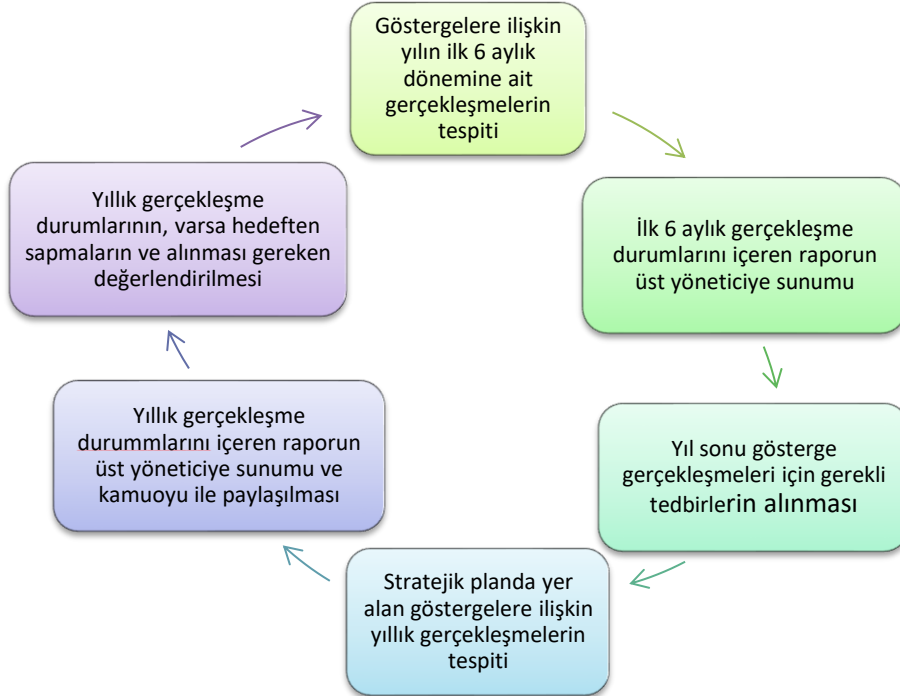 Göstergelere ilişkin
yılın ilk 6 aylık
dönemine ait
gerçekleşmelerin
tespiti
İlk 6 aylık gerçekleşme
durumlarını içeren raporun
üst yöneticiye sunumu
Yıl sonu gösterge
gerçekleşmeleri için gerekli
tedbirlerin alınması
Stratejik planda yer
alan göstergelere ilişkin
yıllık gerçekleşmelerin
tespiti
Yıllık gerçekleşme
durummlarını içeren raporun
üst yöneticiye sunumu ve
kamuoyu ile paylaşılması
Yıllık gerçekleşme
durumlarının, varsa hedeften
sapmaların ve alınması gereken
değerlendirilmesi